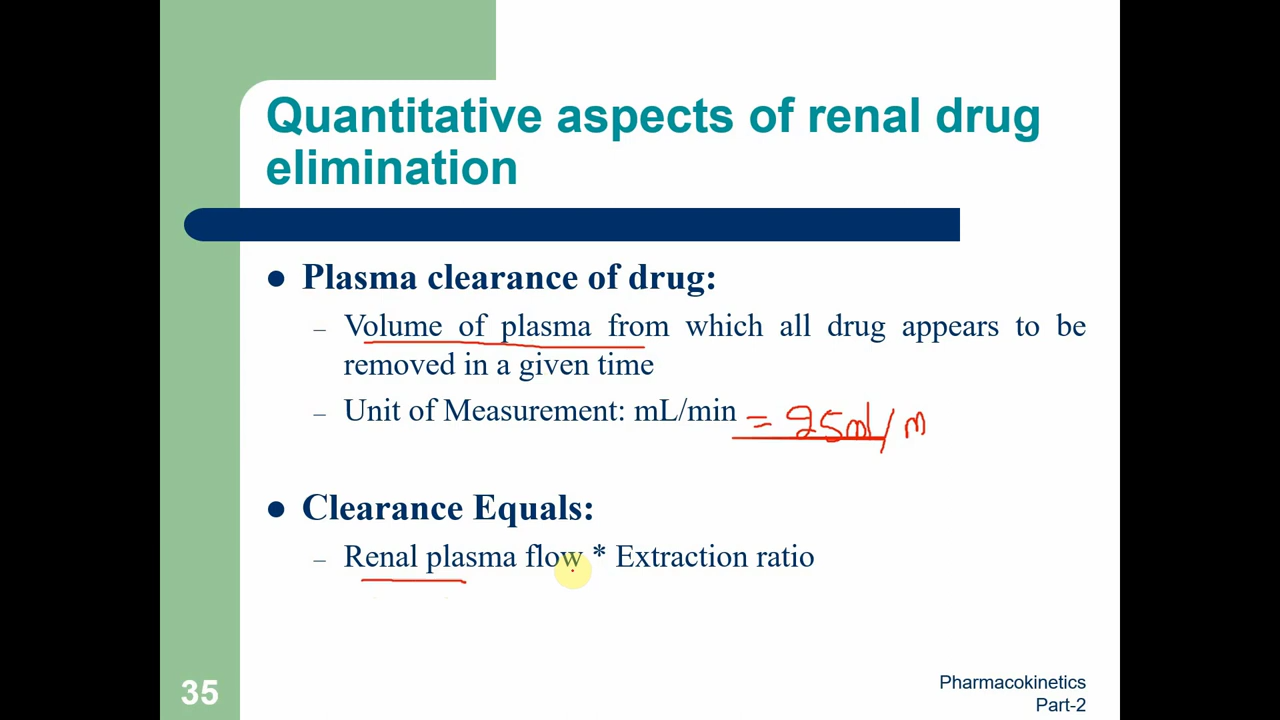 Quantitative aspects of renal drug
elimination
● Plasma clearance of drug:
– Volume of plasma from which all drug appears to be
removed in a given time
– Unit of Measurement: mL/min = 25ml/m
● Clearance Equals:
– Renal plasma flow * Extraction ratio
35
Pharmacokinetics
Part-2